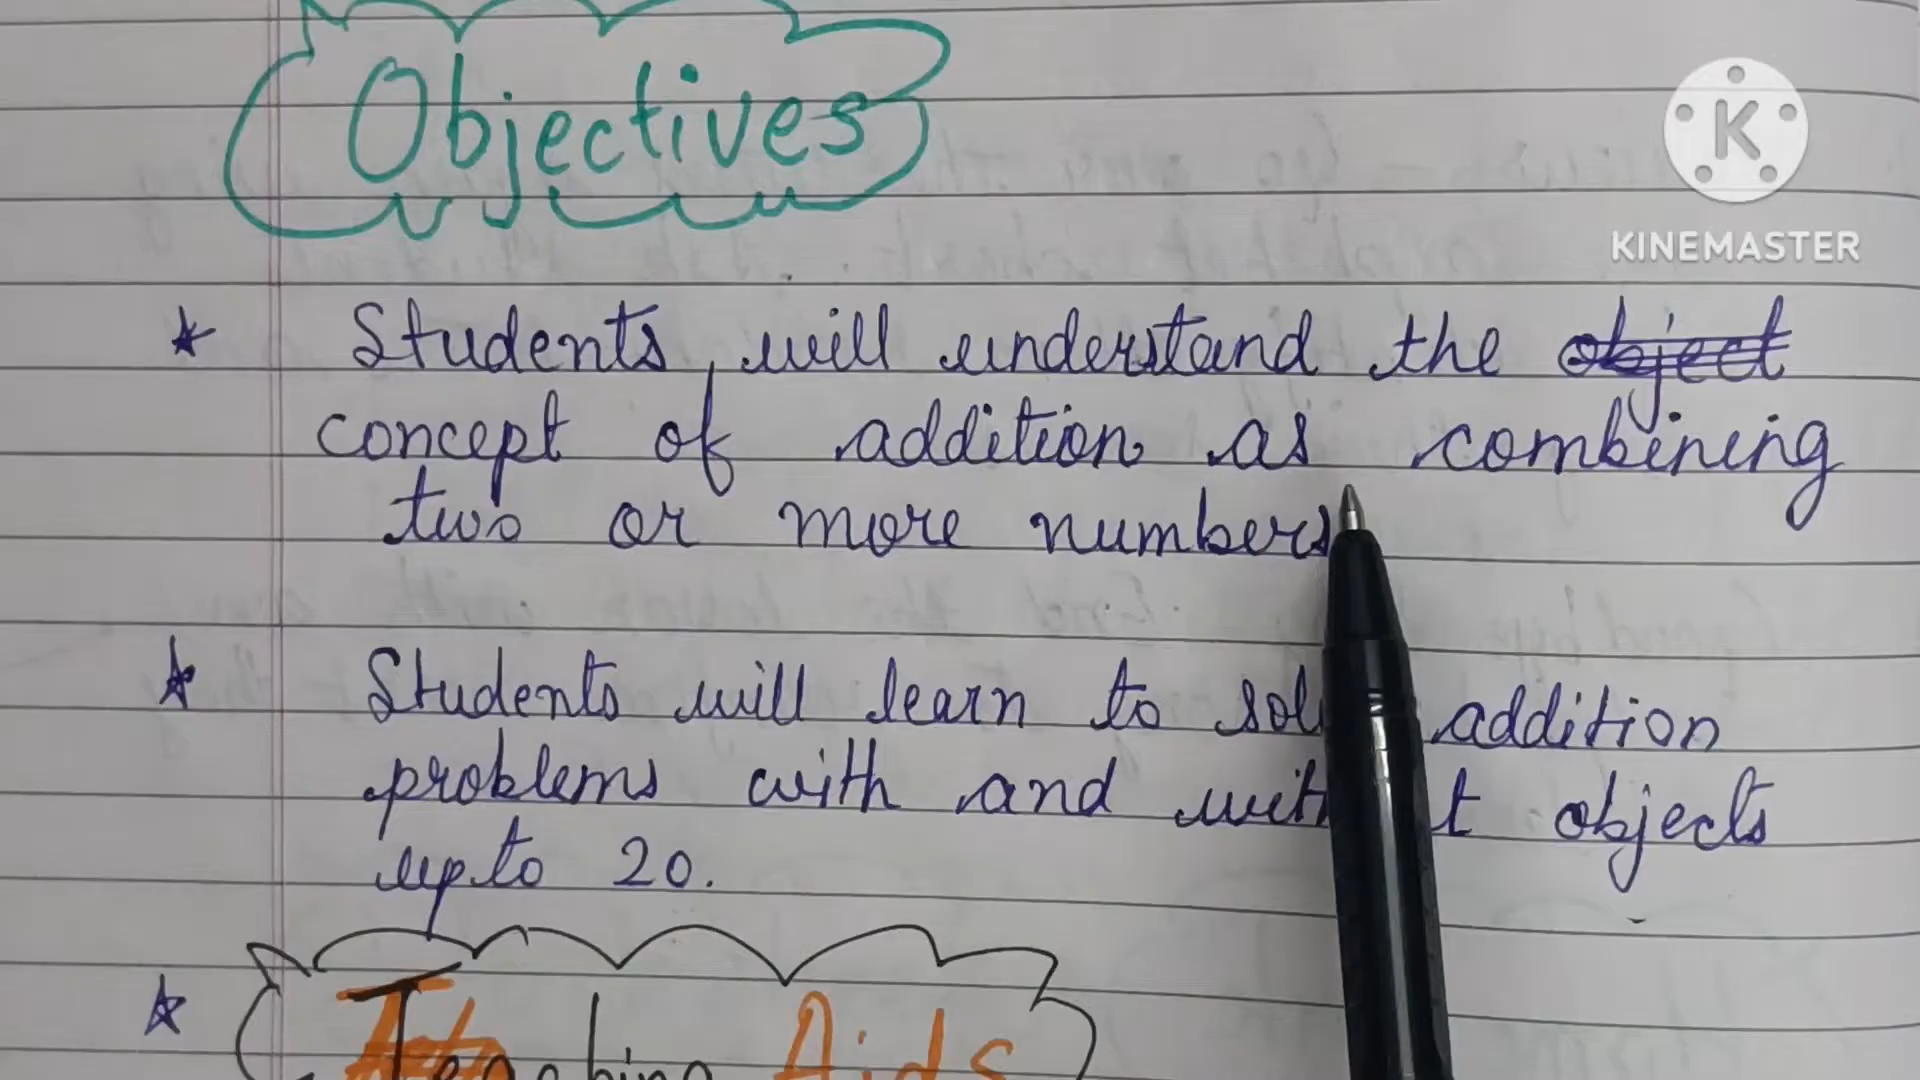 Objectives
KINEMASTER
Students will understand the object
concept of addition as combining
two or more numbers
Students will learn to addition
problems with and objects
upto 20.
Teaching Aids